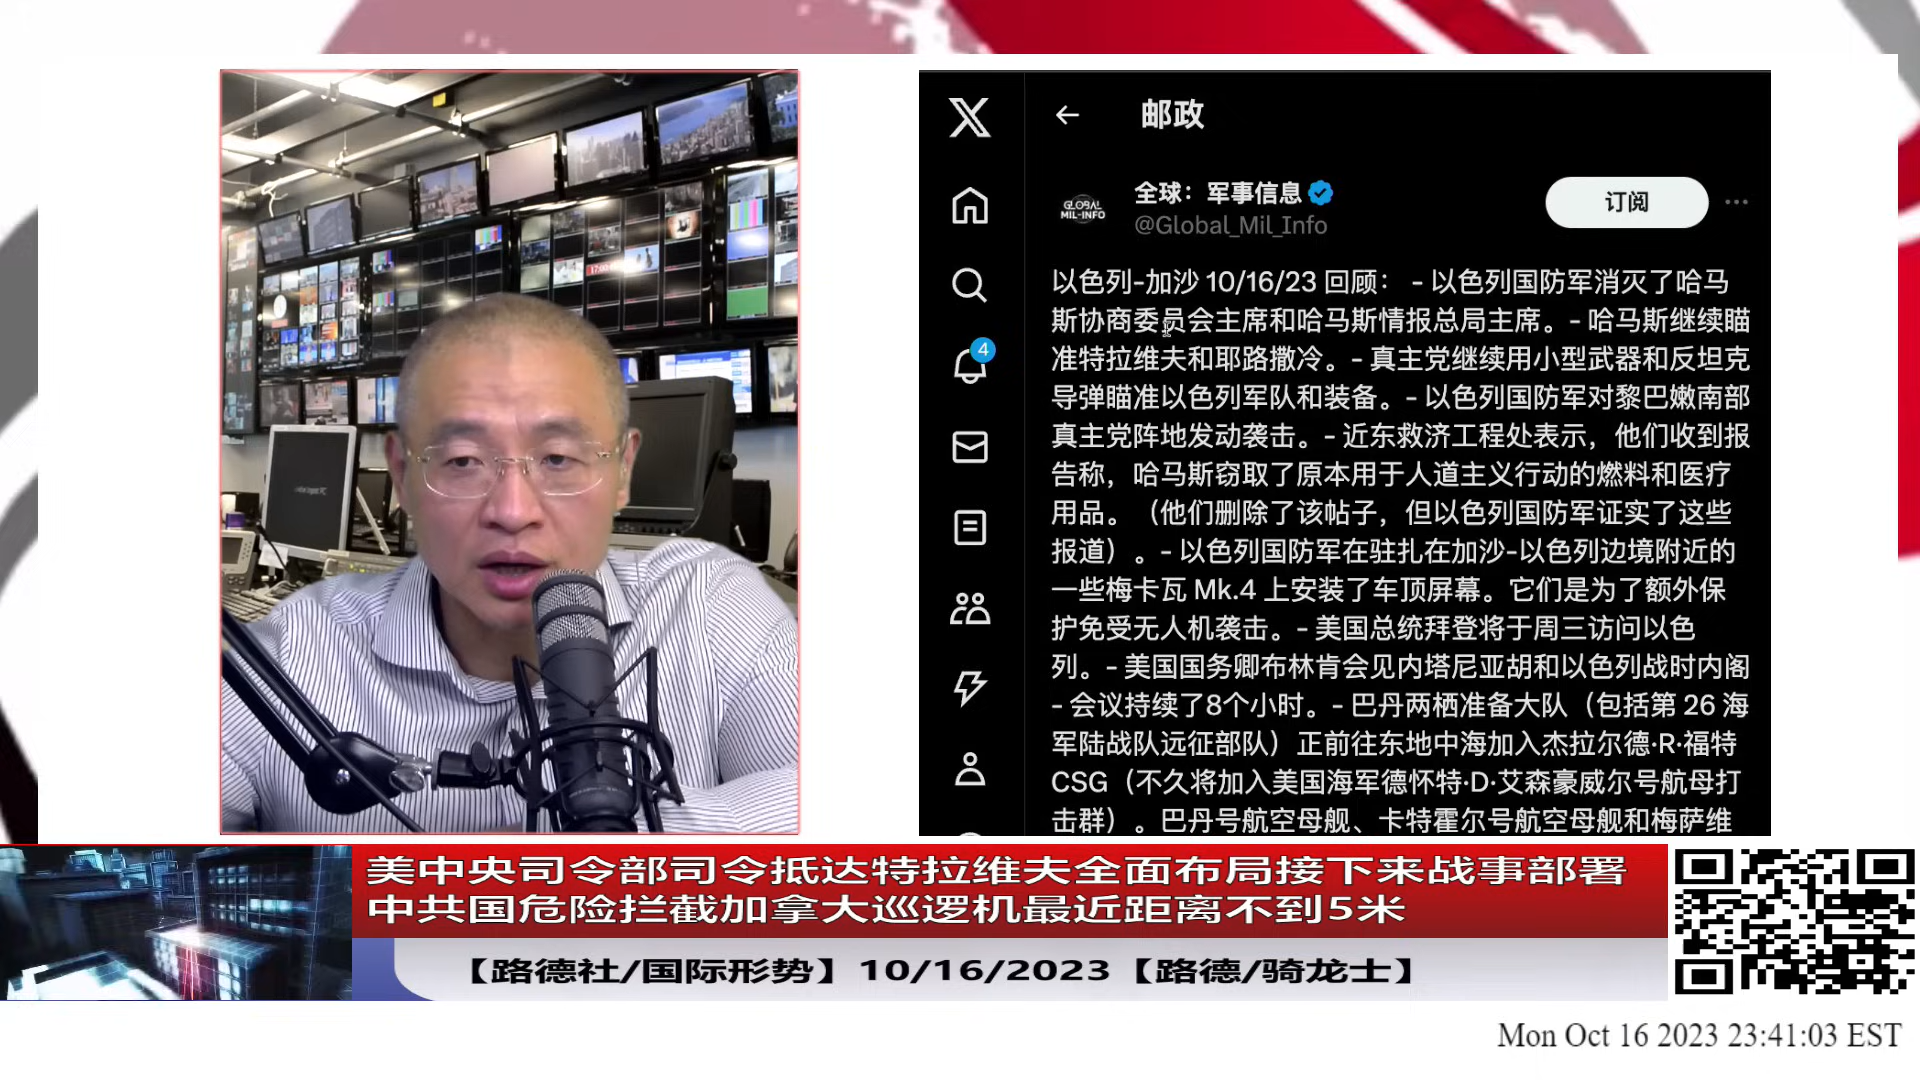 邮政
GLOBAL
MIL-INFO
全球：军事信息
@Global_Mil_Info
订阅
4
以色列-加沙 10/16/23 回顾： - 以色列国防军消灭了哈马
斯协商委员会主席和哈马斯情报总局主席。- 哈马斯继续瞄
准特拉维夫和耶路撒冷。- 真主党继续用小型武器和反坦克
导弹瞄准以色列军队和装备。- 以色列国防军对黎巴嫩南部
真主党阵地发动袭击。- 近东救济工程处表示，他们收到报
告称，哈马斯窃取了原本用于人道主义行动的燃料和医疗
用品。（他们删除了该帖子，但以色列国防军证实了这些
报道）。- 以色列国防军在驻扎在加沙-以色列边境附近的
一些梅卡瓦 Mk.4 上安装了车顶屏幕。它们是为了额外保
护免受无人机袭击。- 美国总统拜登将于周三访问以色
列。- 美国国务卿布林肯会见内塔尼亚胡和以色列战时内阁
- 会议持续了8个小时。- 巴丹两栖准备大队（包括第 26 海
军陆战队远征部队）正前往东地中海加入杰拉尔德·R·福特
CSG（不久将加入美国海军德怀特·D·艾森豪威尔号航母打
击群）。巴丹号航空母舰、卡特霍尔号航空母舰和梅萨维
美中央司令部司令抵达特拉维夫全面布局接下来战事部署
中共国危险拦截加拿大巡逻机最近距离不到5米
【路德社/国际形势】10/16/2023【路德/骑龙士】
Mon Oct 16 2023 23:41:03 EST